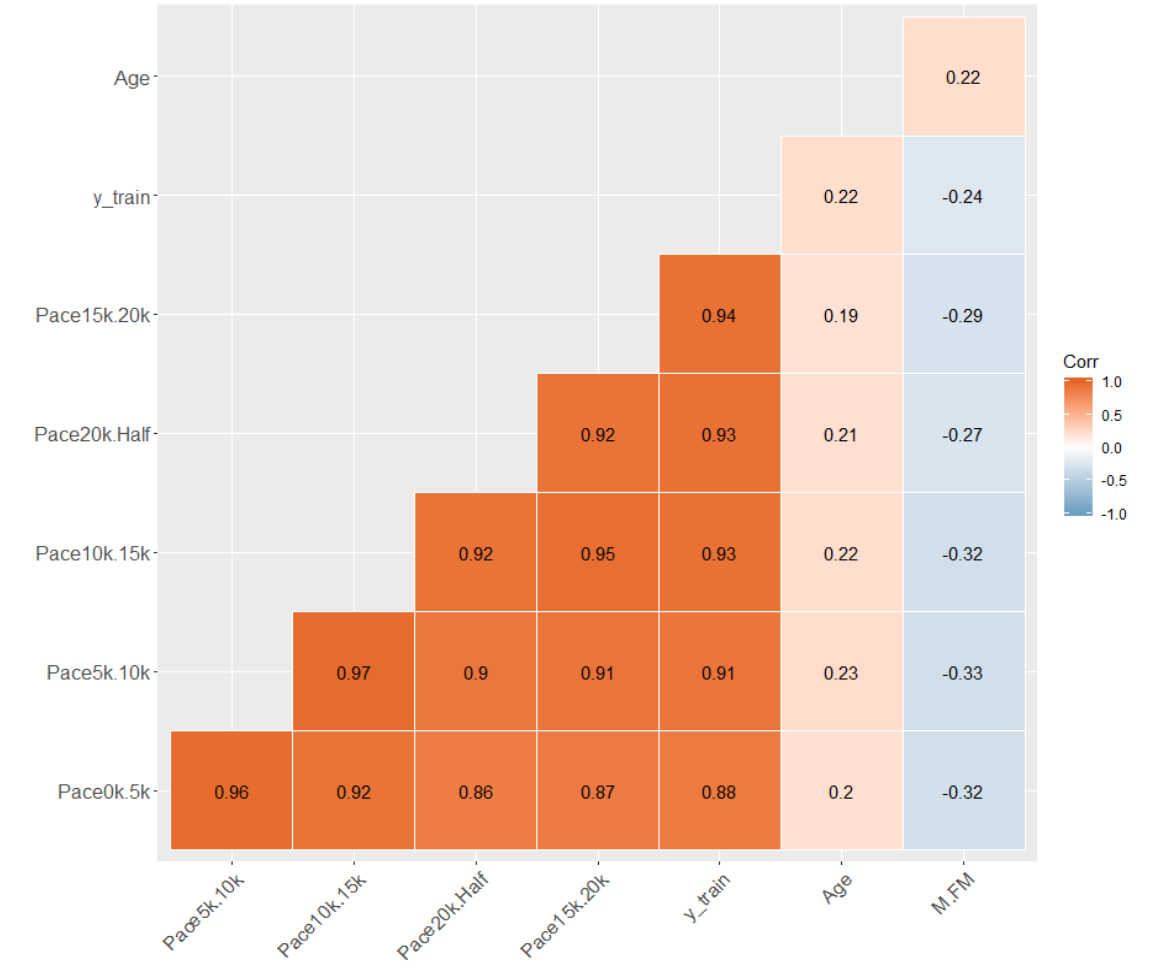 Age 0.22
y_train 0.22 -0.24
Pace15k.20k 0.94 0.19 -0.29
Pace20k.Half 0.92 0.93 0.21 -0.27
Pace10k.15k 0.92 0.95 0.93 0.22 -0.32
Pace5k.10k 0.97 0.9 0.91 0.91 0.23 -0.33
Pace0k.5k 0.96 0.92 0.86 0.87 0.88 0.2 -0.32
Pace5k.10k Pace10k.15k Pace20k.Half Pace15k.20k y_train Age M.FM
Corr
1.0
0.5
0.0
-0.5
-1.0